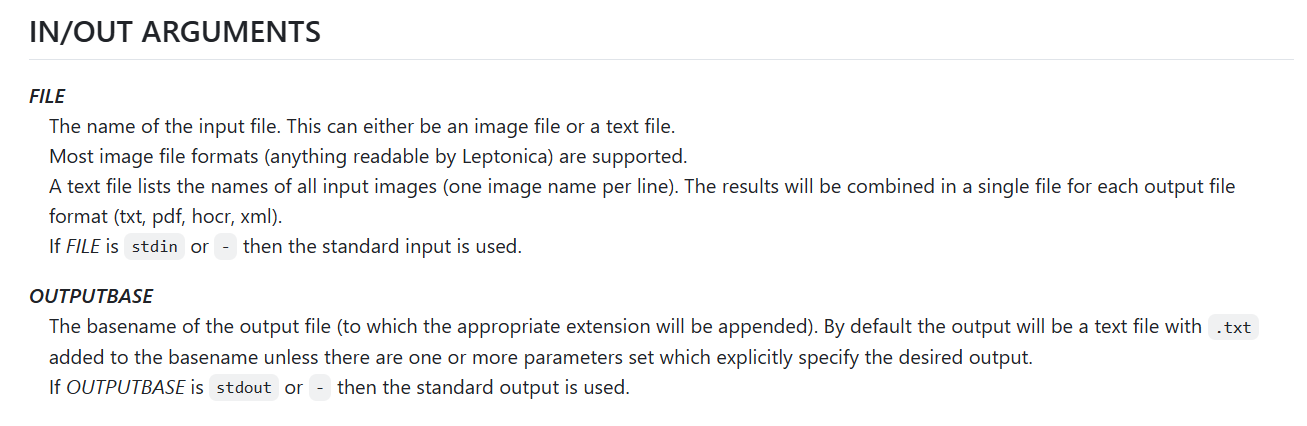 IN/OUT ARGUMENTS
FILE
The name of the input file. This can either be an image file or a text file.
Most image file formats (anything readable by Leptonica) are supported.
A text file lists the names of all input images (one image name per line). The results will be combined in a single file for each output file
format (txt, pdf, hocr, xml).
If FILE is stdin or - then the standard input is used.
OUTPUTBASE
The basename of the output file (to which the appropriate extension will be appended). By default the output will be a text file with .txt
added to the basename unless there are one or more parameters set which explicitly specify the desired output.
If OUTPUTBASE is stdout or - then the standard output is used.